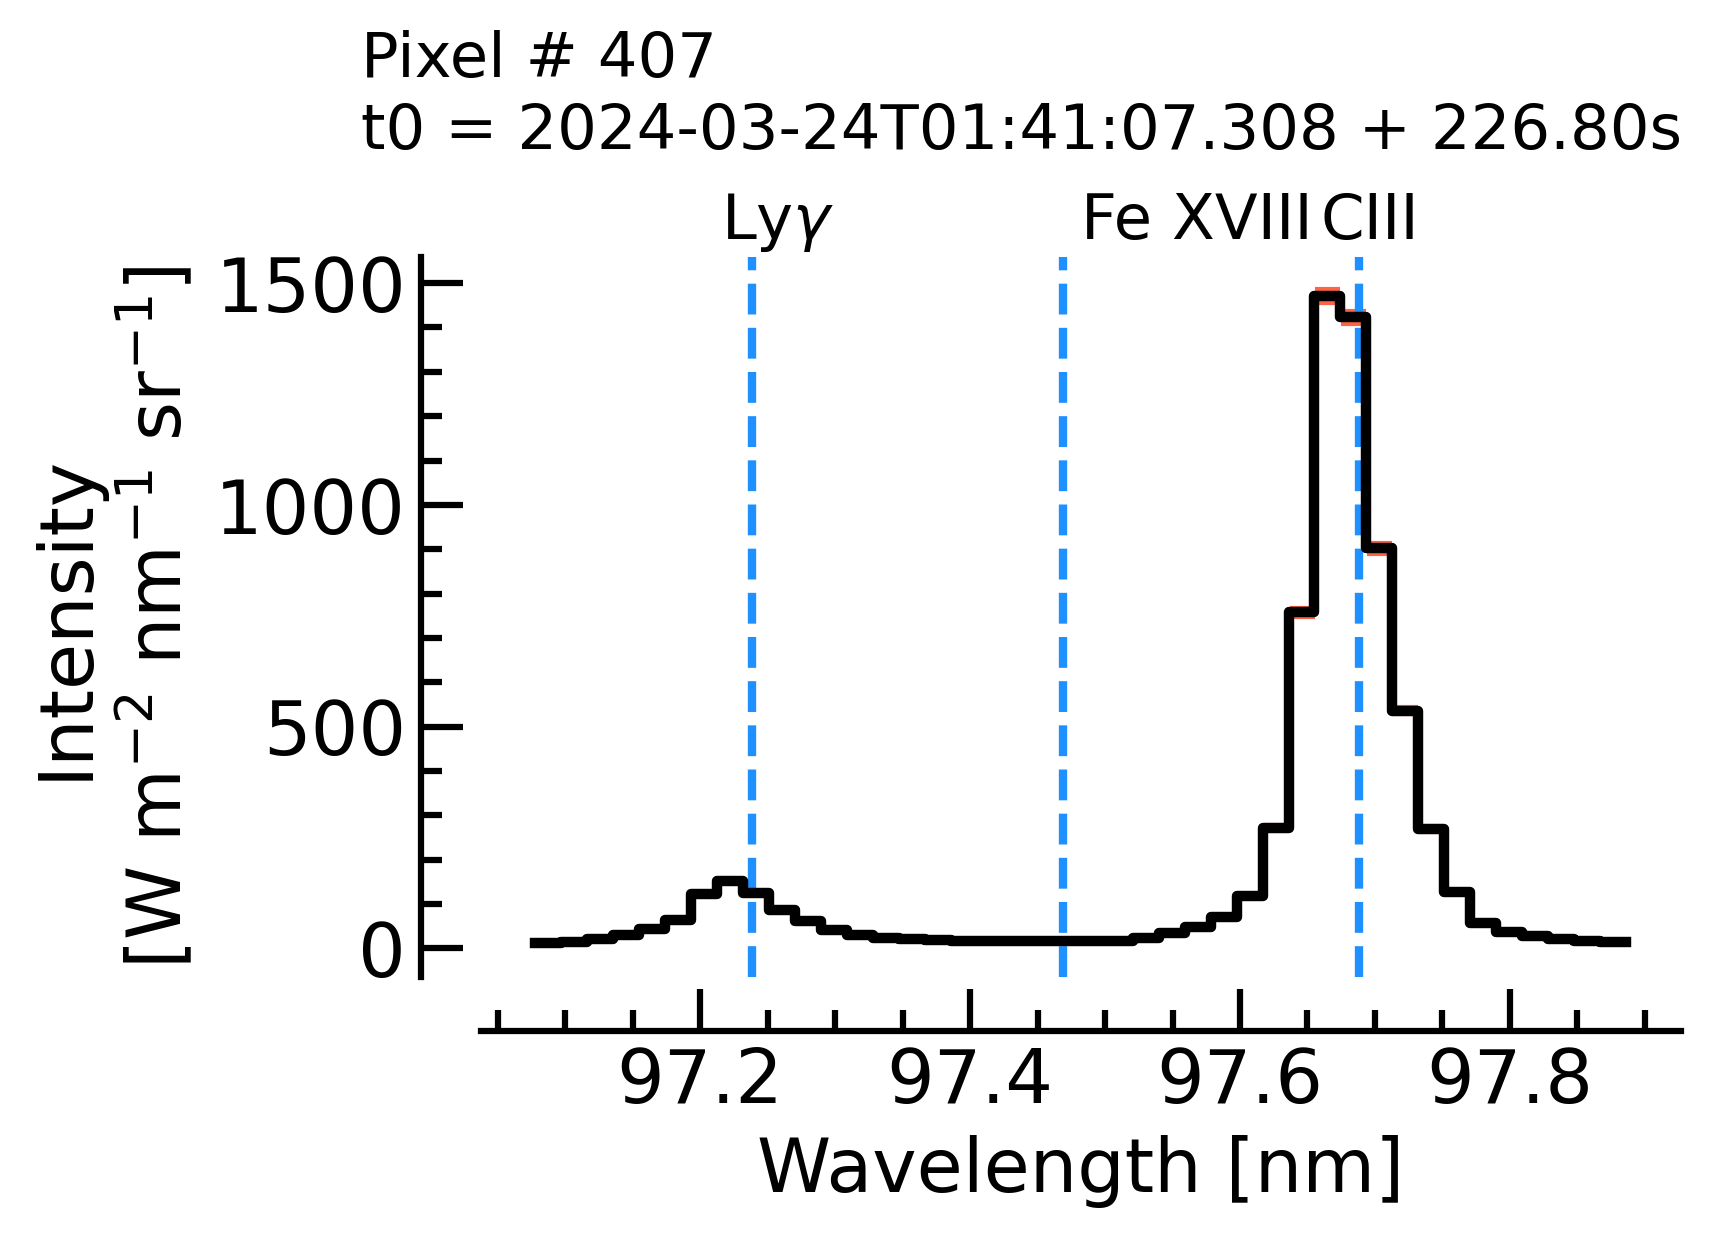 Pixel # 407
t0 = 2024-03-24T01:41:07.308 + 226.80s
Lyγ Fe XVIII CIII
Intensity
[W m⁻² nm⁻¹ sr⁻¹]
1500
1000
500
0
97.2 97.4 97.6 97.8
Wavelength [nm]